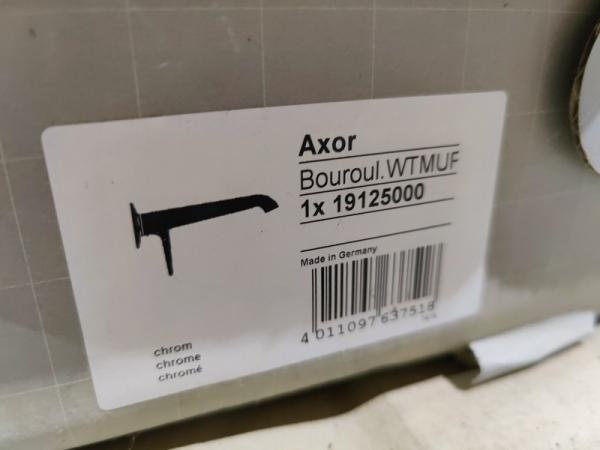 Axor
Bouroul.WTMUF
1x 19125000
Made in Germany
4 011097 637518
chrom
chrome
chromé